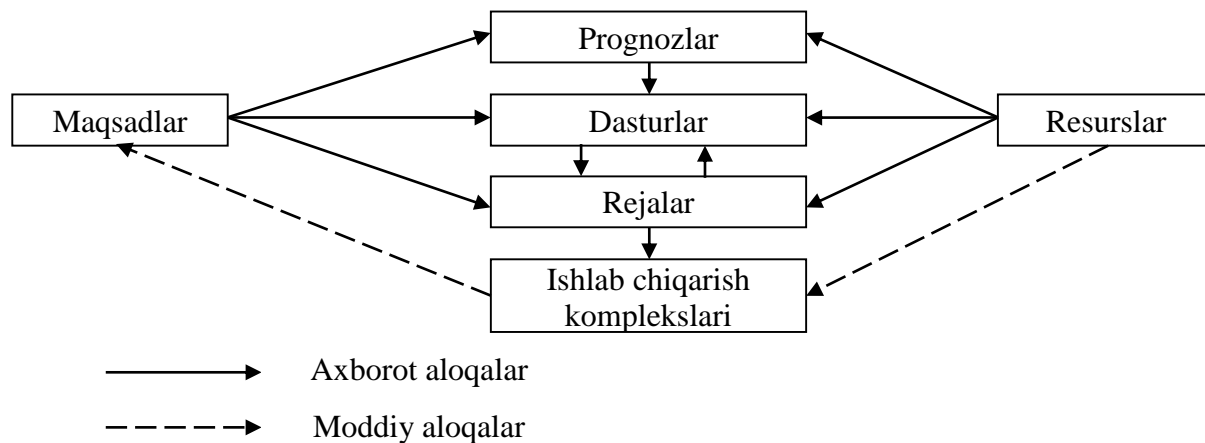 Prognozlar
Maqsadlar
Dasturlar
Resurslar
Rejalar
Ishlab chiqarish
komplekslari
Axborot aloqalar
Moddiy aloqalar